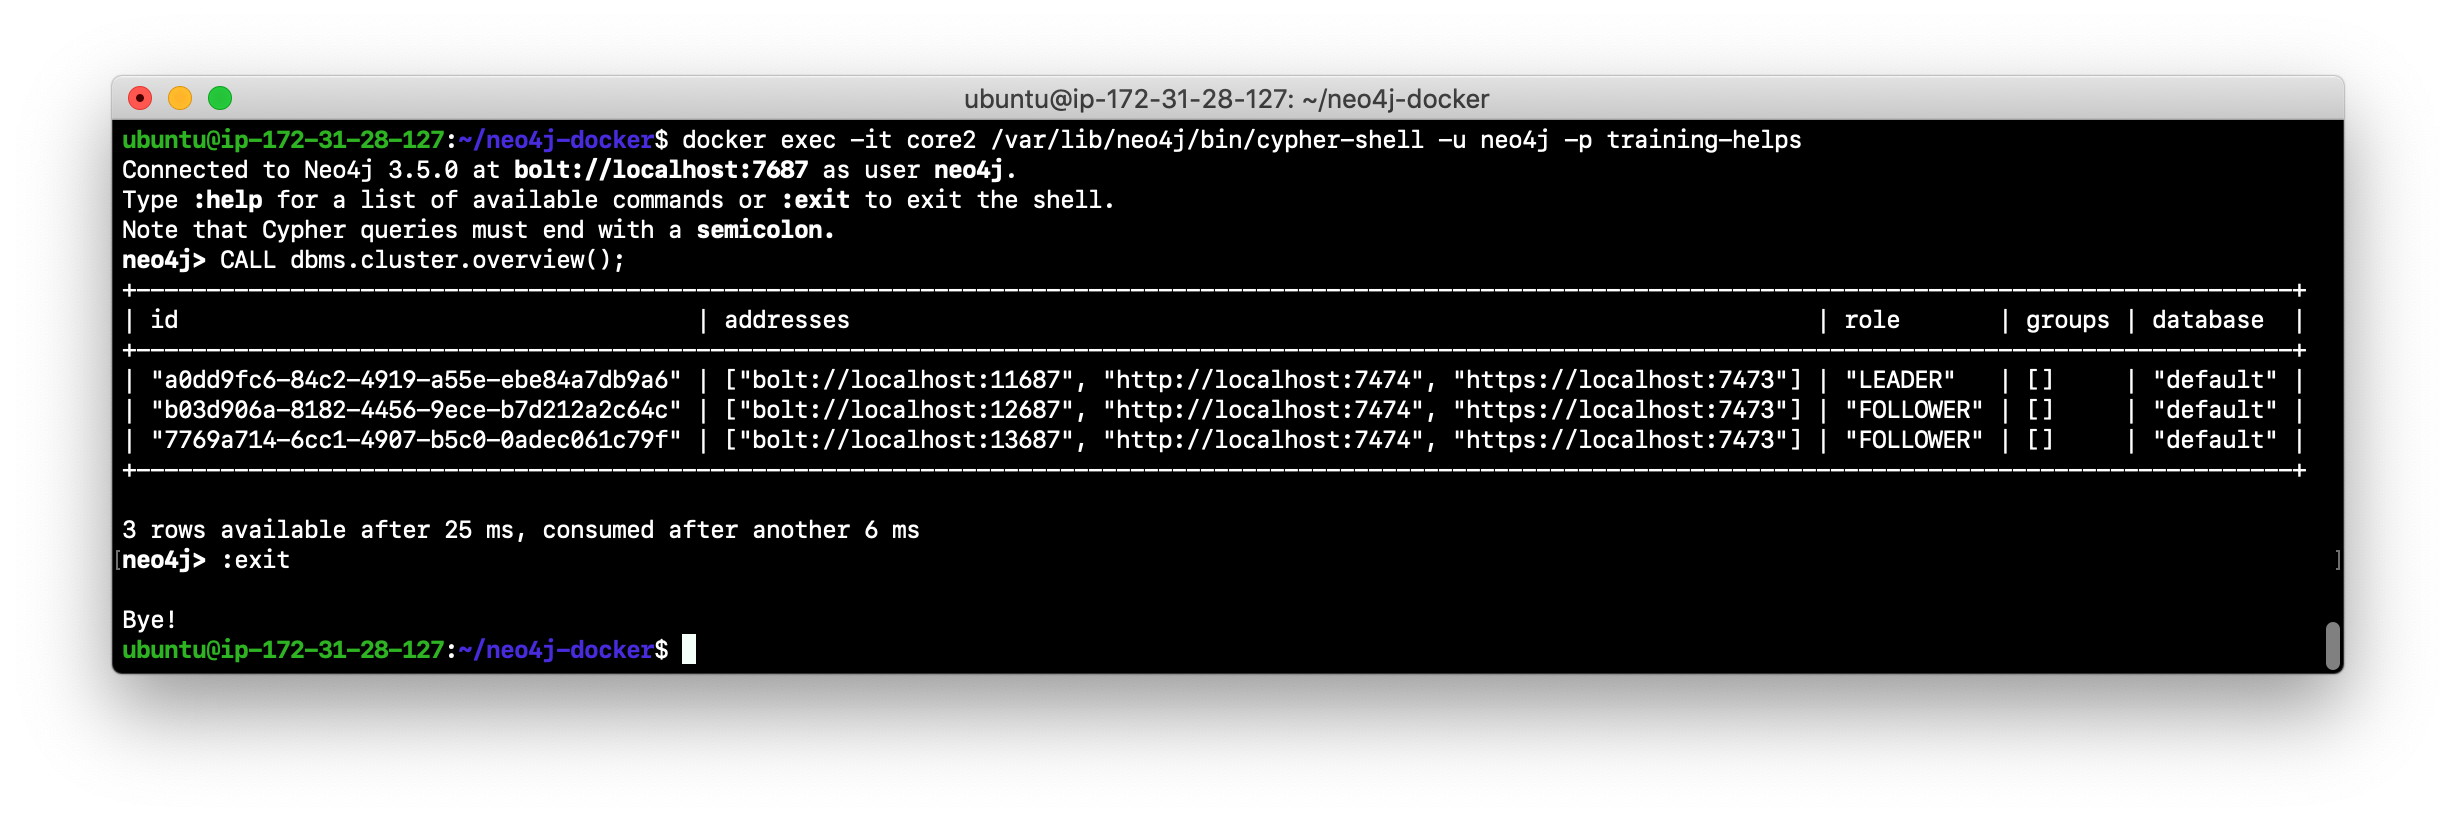 ubuntu@ip-172-31-28-127: ~/neo4j-docker
ubuntu@ip-172-31-28-127:~/neo4j-docker$ docker exec -it core2 /var/lib/neo4j/bin/cypher-shell -u neo4j -p training-helps
Connected to Neo4j 3.5.0 at bolt://localhost:7687 as user neo4j.
Type :help for a list of available commands or :exit to exit the shell.
Note that Cypher queries must end with a semicolon.
neo4j> CALL dbms.cluster.overview();
+----------------------------------------------------------------------------------------------------------------------------------------------------------+
| id                                     | addresses                                                                     | role       | groups | database  |
+----------------------------------------------------------------------------------------------------------------------------------------------------------+
| "a0dd9fc6-84c2-4919-a55e-ebe84a7db9a6" | ["bolt://localhost:11687", "http://localhost:7474", "https://localhost:7473"] | "LEADER"   | []     | "default" |
| "b03d906a-8182-4456-9ece-b7d212a2c64c" | ["bolt://localhost:12687", "http://localhost:7474", "https://localhost:7473"] | "FOLLOWER" | []     | "default" |
| "7769a714-6cc1-4907-b5c0-0adec061c79f" | ["bolt://localhost:13687", "http://localhost:7474", "https://localhost:7473"] | "FOLLOWER" | []     | "default" |
+----------------------------------------------------------------------------------------------------------------------------------------------------------+
3 rows available after 25 ms, consumed after another 6 ms
[neo4j> :exit ]
Bye!
ubuntu@ip-172-31-28-127:~/neo4j-docker$